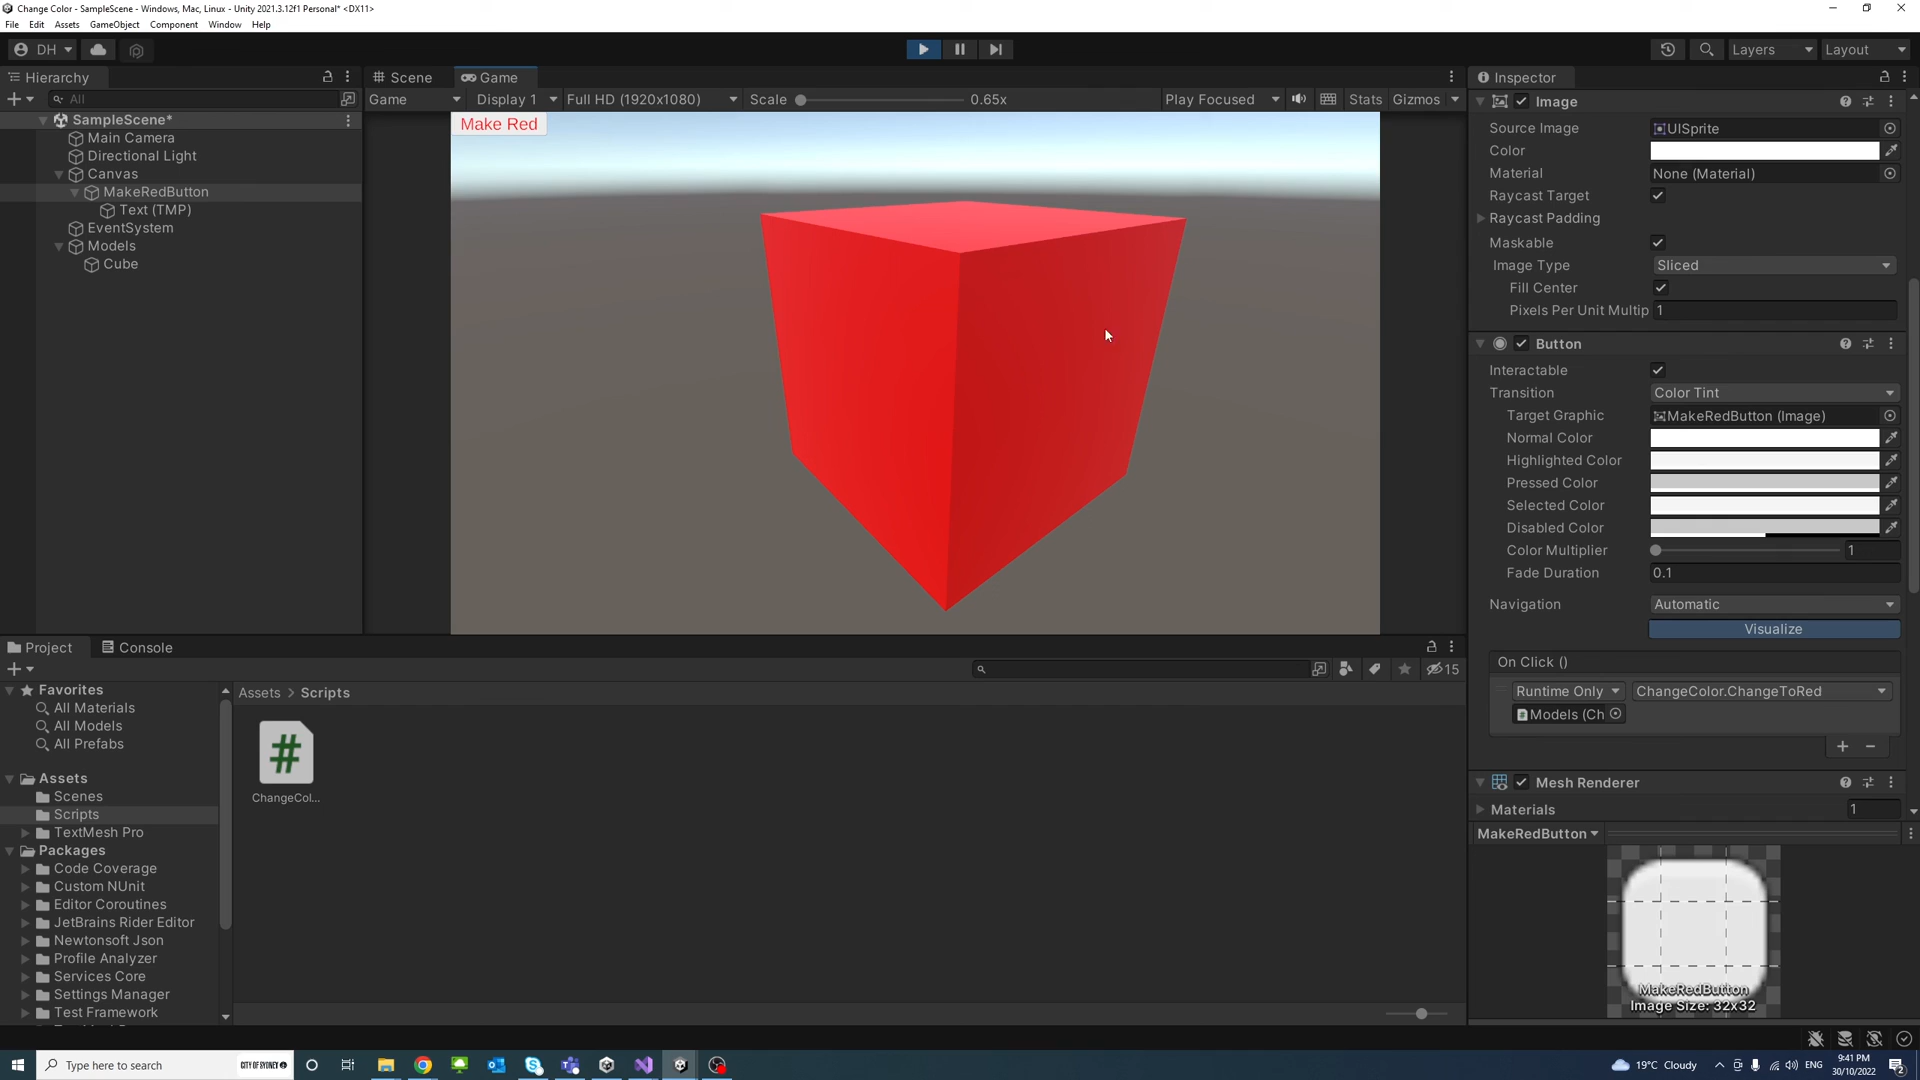 Change Color - SampleScene - Windows, Mac, Linux - Unity 2021.3.12f1 Personal* <DX11>
File Edit Assets GameObject Component Window Help
DH
Layers
Layout
Hierarchy
Scene
Game
Inspector
All
Game
Display 1
Full HD (1920x1080)
Scale
0.65x
Play Focused
Stats
Gizmos
SampleScene*
Main Camera
Directional Light
Canvas
MakeRedButton
Text (TMP)
EventSystem
Models
Cube
Make Red
Image
Source Image
UISprite
Color
Material
None (Material)
Raycast Target
Raycast Padding
Maskable
Image Type
Sliced
Fill Center
Pixels Per Unit Multip
1
Button
Interactable
Transition
Color Tint
Target Graphic
MakeRedButton (Image)
Normal Color
Highlighted Color
Pressed Color
Selected Color
Disabled Color
Color Multiplier
1
Fade Duration
0.1
Navigation
Automatic
Visualize
On Click ()
Runtime Only
ChangeColor.ChangeToRed
Models (Ch
+ -
Mesh Renderer
Materials
1
MakeRedButton
MakeRedButton
Image Size: 32x32
Project
Console
15
Favorites
All Materials
All Models
All Prefabs
Assets
Scenes
Scripts
TextMesh Pro
Packages
Code Coverage
Custom NUnit
Editor Coroutines
JetBrains Rider Editor
Newtonsoft Json
Profile Analyzer
Services Core
Settings Manager
Test Framework
Assets > Scripts
#
ChangeCol...
Type here to search
CITY OF SYDNEY
19°C Cloudy
ENG
9:41 PM
30/10/2022
2